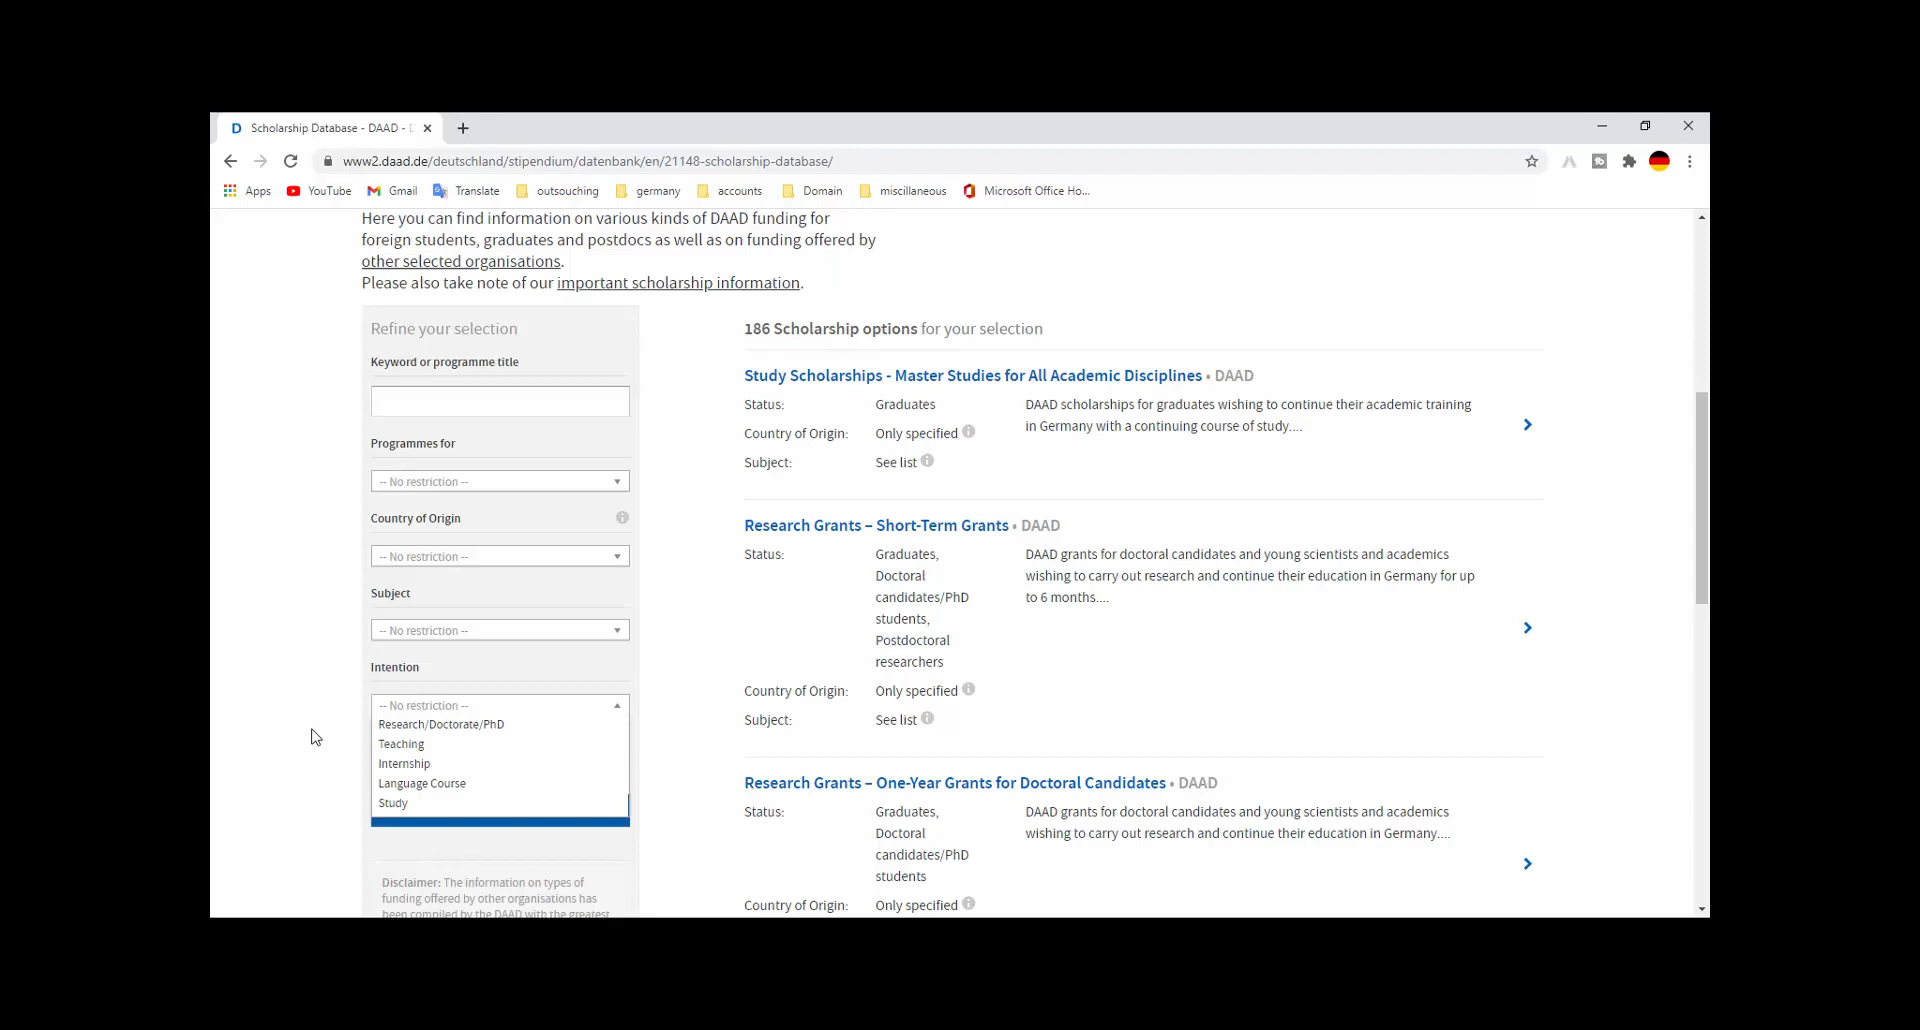 Scholarship Database - DAAD -
www2.daad.de/deutschland/stipendium/datenbank/en/21148-scholarship-database/
Apps YouTube Gmail Translate outsouching germany accounts Domain miscillaneous Microsoft Office Ho...
Here you can find information on various kinds of DAAD funding for
foreign students, graduates and postdocs as well as on funding offered by
other selected organisations.
Please also take note of our important scholarship information.
Refine your selection
Keyword or programme title
Programmes for
-- No restriction --
Country of Origin
-- No restriction --
Subject
-- No restriction --
Intention
-- No restriction --
Research/Doctorate/PhD
Teaching
Internship
Language Course
Study
Disclaimer: The information on types of
funding offered by other organisations has
been compiled by the DAAD with the greatest
186 Scholarship options for your selection
Study Scholarships - Master Studies for All Academic Disciplines • DAAD
Status: Graduates
Country of Origin: Only specified
Subject: See list
DAAD scholarships for graduates wishing to continue their academic training
in Germany with a continuing course of study....
Research Grants – Short-Term Grants • DAAD
Status: Graduates,
Doctoral
candidates/PhD
students,
Postdoctoral
researchers
Country of Origin: Only specified
Subject: See list
DAAD grants for doctoral candidates and young scientists and academics
wishing to carry out research and continue their education in Germany for up
to 6 months....
Research Grants – One-Year Grants for Doctoral Candidates • DAAD
Status: Graduates,
Doctoral
candidates/PhD
students
Country of Origin: Only specified
DAAD grants for doctoral candidates and young scientists and academics
wishing to carry out research and continue their education in Germany....